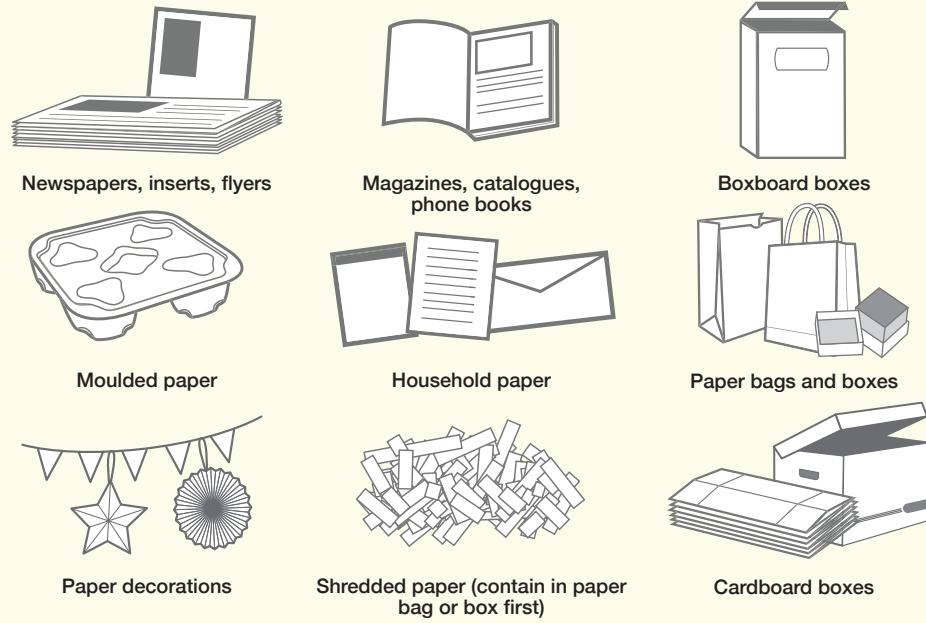 Newspapers, inserts, flyers
Magazines, catalogues,
phone books
Boxboard boxes
Moulded paper
Household paper
Paper bags and boxes
Paper decorations
Shredded paper (contain in paper
bag or box first)
Cardboard boxes